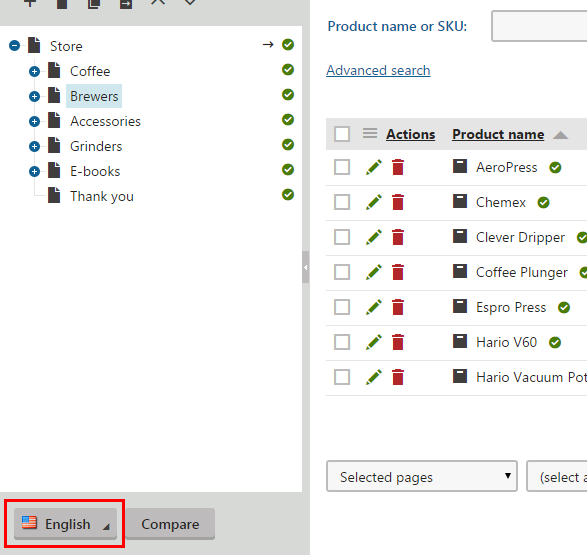 Store
Coffee
Brewers
Accessories
Grinders
E-books
Thank you
English
Compare
Product name or SKU:
Advanced search
Actions Product name
AeroPress
Chemex
Clever Dripper
Coffee Plunger
Espro Press
Hario V60
Hario Vacuum Pot
Selected pages
(select a